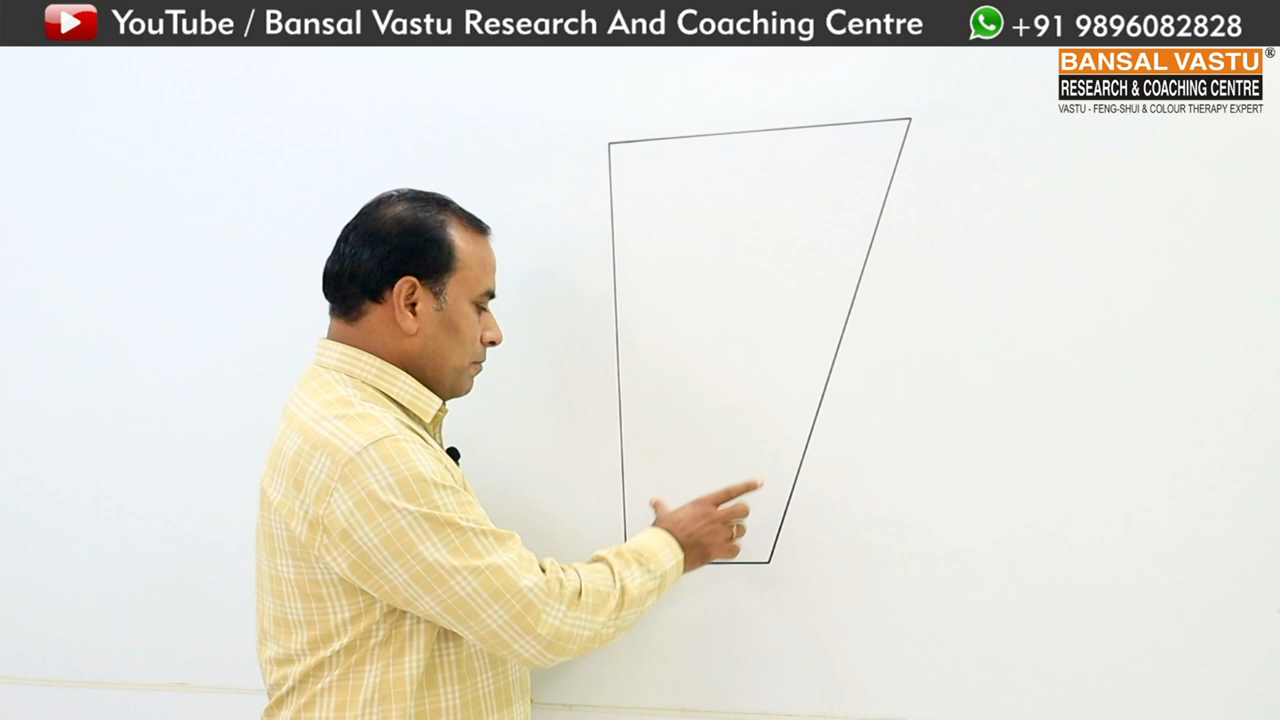 YouTube / Bansal Vastu Research And Coaching Centre
+91 9896082828
BANSAL VASTU®
RESEARCH & COACHING CENTRE
VASTU - FENG-SHUI & COLOUR THERAPY EXPERT